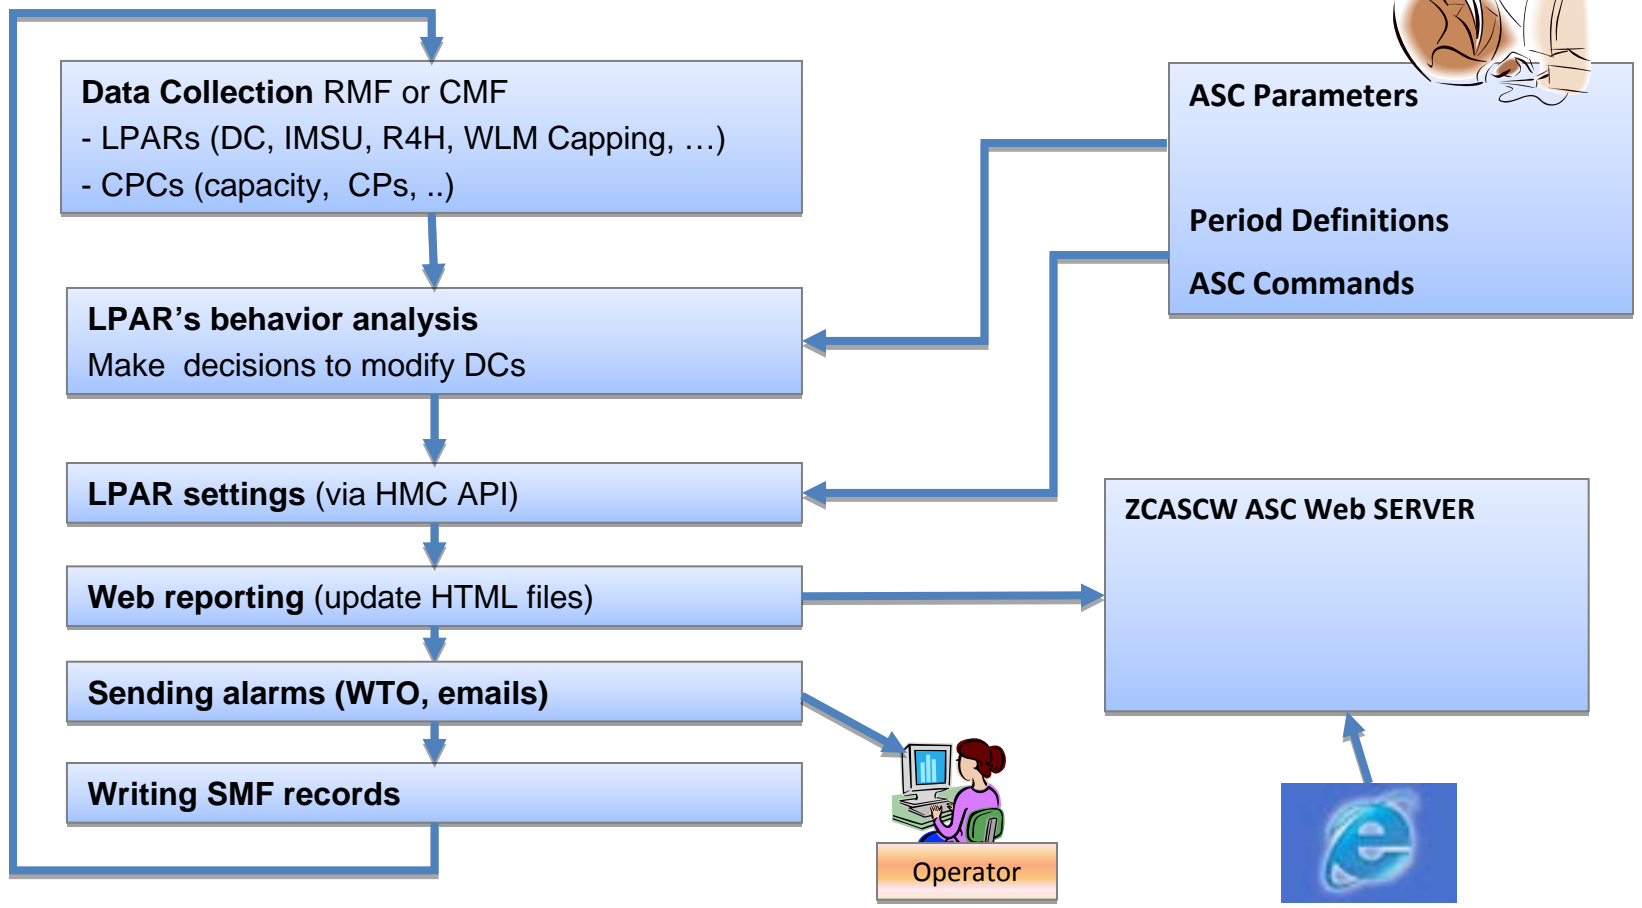 Data Collection RMF or CMF
- LPARs (DC, IMSU, R4H, WLM Capping, …)
- CPCs (capacity, CPs, ..)
LPAR’s behavior analysis
Make decisions to modify DCs
LPAR settings (via HMC API)
Web reporting (update HTML files)
Sending alarms (WTO, emails)
Writing SMF records
ASC Parameters
Period Definitions
ASC Commands
ZCASCW ASC Web SERVER
Operator